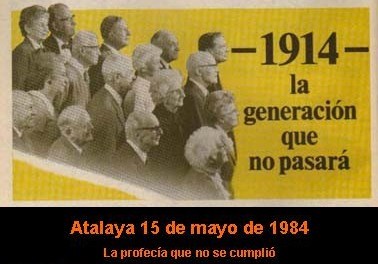 —1914—
la
generación
que
no pasará
Atalaya 15 de mayo de 1984
La profecía que no se cumplió